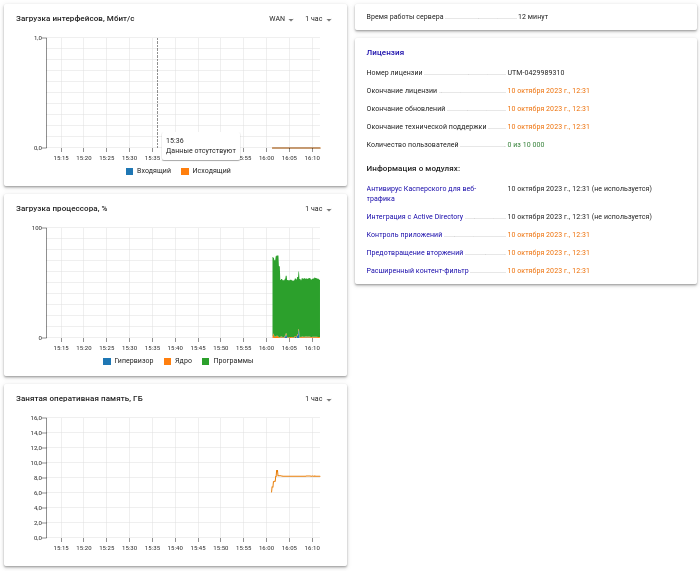 Загрузка интерфейсов, Мбит/с WAN 1 час
1,0
0,0
15:36
Данные отсутствуют
15:15 15:20 15:25 15:30 15:35 15:55 16:00 16:05 16:10
Входящий Исходящий
Загрузка процессора, % 1 час
100
0
15:15 15:20 15:25 15:30 15:35 15:40 15:45 15:50 15:55 16:00 16:05 16:10
Гипервизор Ядро Программы
Занятая оперативная память, ГБ 1 час
16,0
14,0
12,0
10,0
8,0
6,0
4,0
2,0
0,0
15:15 15:20 15:25 15:30 15:35 15:40 15:45 15:50 15:55 16:00 16:05 16:10
Время работы сервера 12 минут
Лицензия
Номер лицензии UTM-0429989310
Окончание лицензии 10 октября 2023 г., 12:31
Окончание обновлений 10 октября 2023 г., 12:31
Окончание технической поддержки 10 октября 2023 г., 12:31
Количество пользователей 0 из 10 000
Информация о модулях:
Антивирус Касперского для веб- 10 октября 2023 г., 12:31 (не используется)
трафика
Интеграция с Active Directory 10 октября 2023 г., 12:31 (не используется)
Контроль приложений 10 октября 2023 г., 12:31
Предотвращение вторжений 10 октября 2023 г., 12:31
Расширенный контент-фильтр 10 октября 2023 г., 12:31